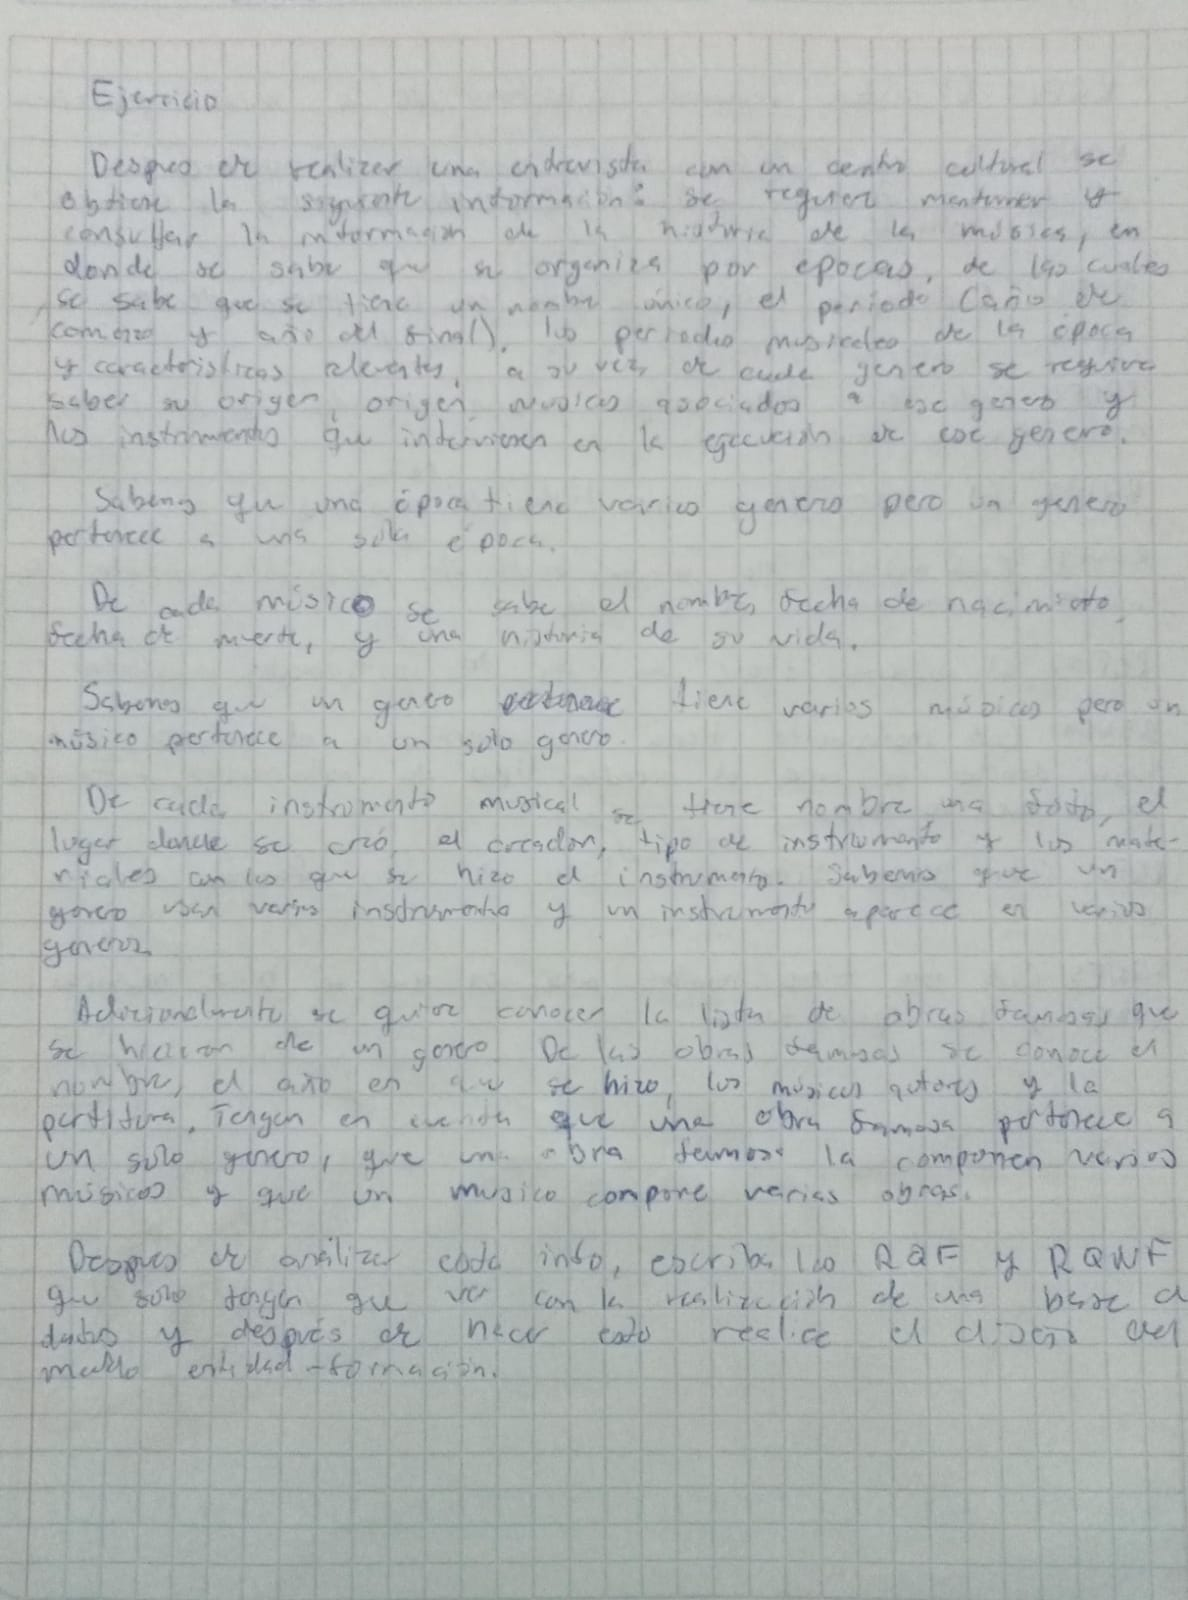 Ejercicio
Despues de realizar una entrevista con un centro cultural se
obtiene la siguiente información: se requiere mantener y
consultar la información de la historia de la música, en
donde se sabe que se organiza por epocas, de las cuales
se sabe que se tiene un nombre único, el periodo (año de
comenzo y año del final), los periodos musicales de la época
y caracteristicas relevantes, a su vez, de cada genero se requiere
saber su origen, origen, musicos asociados a ese genero y
los instrumentos que intervienen en la ejecución de ese genero.
Sabemos que una época tiene varios genero pero un genero
pertenece a una sola época.
De cada músico se sabe el nombre, fecha de nacimiento,
fecha de muerte, y una historia de su vida.
Sabemos que un genero tiene varios músicos pero un
músico pertenece a un solo genero.
De cada instrumento musical se tiene nombre una foto, el
lugar donde se creó, el creador, tipo de instrumento y los mate-
riales con los que se hizo el instrumento. Sabemos que un
genero usan varios instrumentos y un instrumento aparece en varios
generos
Adicionalmente se quiere conocer la lista de obras famosas que
se hicieron de un genero. De las obras famosas se conoce el
nombre, el año en que se hizo, los músicos autores y la
partitura. Tengan en cuenta que una obra famosa pertenece a
un solo genero, que una obra famosa la componen varios
músicos y que un musico compone varias obras.
Despues de análizar cada info, escriba los RQF y RQNF
que solo tengan que ver con la realización de una base d
datos y después de hacer esto realice el diseño del
modelo entidad-formación.